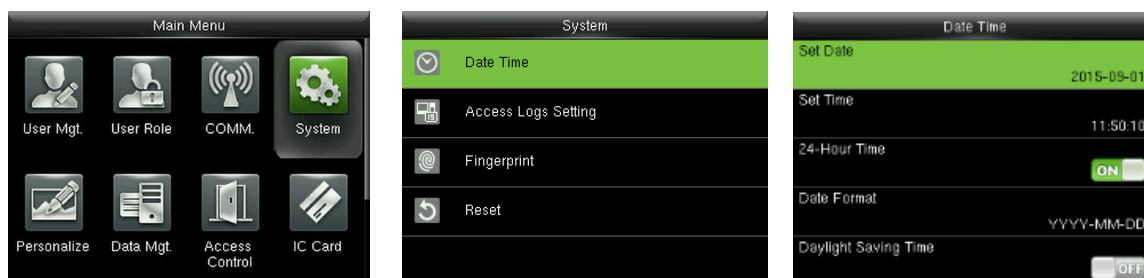 Main Menu
User Mgt.
User Role
COMM.
System
Personalize
Data Mgt.
Access
Control
IC Card
System
Date Time
Access Logs Setting
Fingerprint
Reset
Date Time
Set Date
2015-09-01
Set Time
11:50:10
24-Hour Time
ON
Date Format
YYYY-MM-DD
Daylight Saving Time
OFF